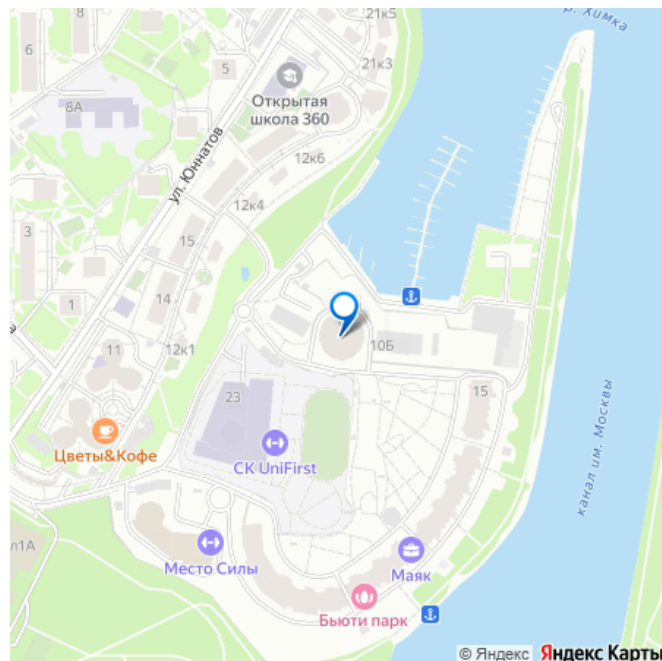 р. Химка
21к5
6
5
21к3
Открытая
школа 360
8А
12к6
ул. Юннатов
12к4
3
15
1
14
11
12к1
10Б
23
15
Цветы&Кофе
СК UniFirst
канал им. Москвы
л1А
Место Силы
Маяк
Бьюти парк
© Яндекс Яндекс Карты